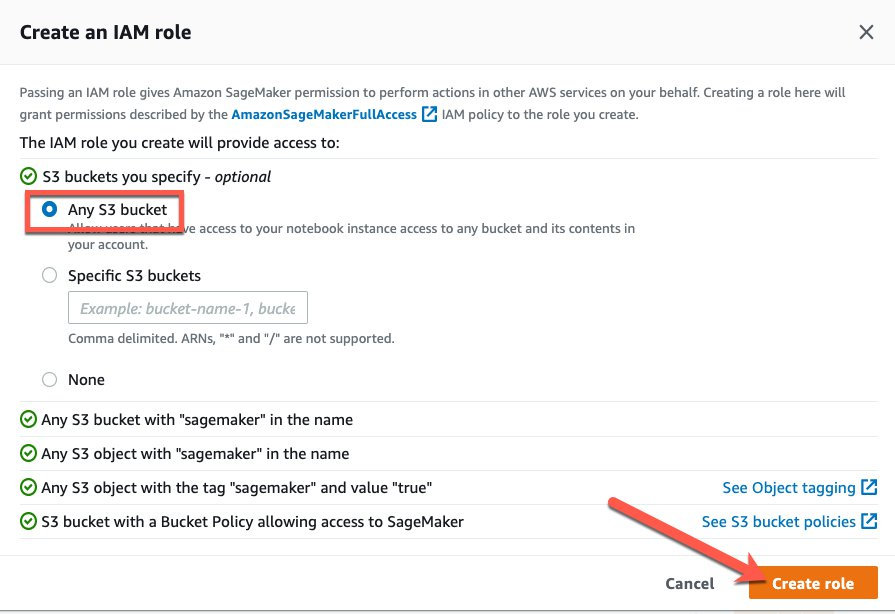 Create an IAM role
Passing an IAM role gives Amazon SageMaker permission to perform actions in other AWS services on your behalf. Creating a role here will
grant permissions described by the AmazonSageMakerFullAccess IAM policy to the role you create.
The IAM role you create will provide access to:
S3 buckets you specify - optional
Any S3 bucket
Allow users that have access to your notebook instance access to any bucket and its contents in
your account.
Specific S3 buckets
Example: bucket-name-1, bucke
Comma delimited. ARNs, "*" and "/" are not supported.
None
Any S3 bucket with "sagemaker" in the name
Any S3 object with "sagemaker" in the name
Any S3 object with the tag "sagemaker" and value "true" See Object tagging
S3 bucket with a Bucket Policy allowing access to SageMaker See S3 bucket policies
Cancel Create role